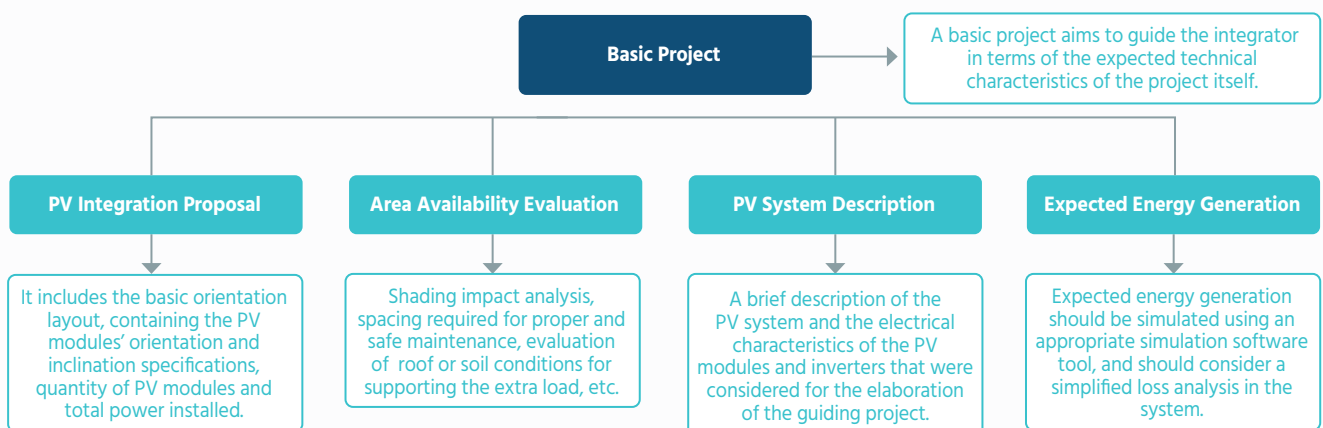 Basic Project
A basic project aims to guide the integrator
in terms of the expected technical
characteristics of the project itself.
PV Integration Proposal
Area Availability Evaluation
PV System Description
Expected Energy Generation
It includes the basic orientation
layout, containing the PV
modules’ orientation and
inclination specifications,
quantity of PV modules and
total power installed.
Shading impact analysis,
spacing required for proper and
safe maintenance, evaluation
of roof or soil conditions for
supporting the extra load, etc.
A brief description of the
PV system and the electrical
characteristics of the PV
modules and inverters that were
considered for the elaboration
of the guiding project.
Expected energy generation
should be simulated using an
appropriate simulation software
tool, and should consider a
simplified loss analysis in the
system.